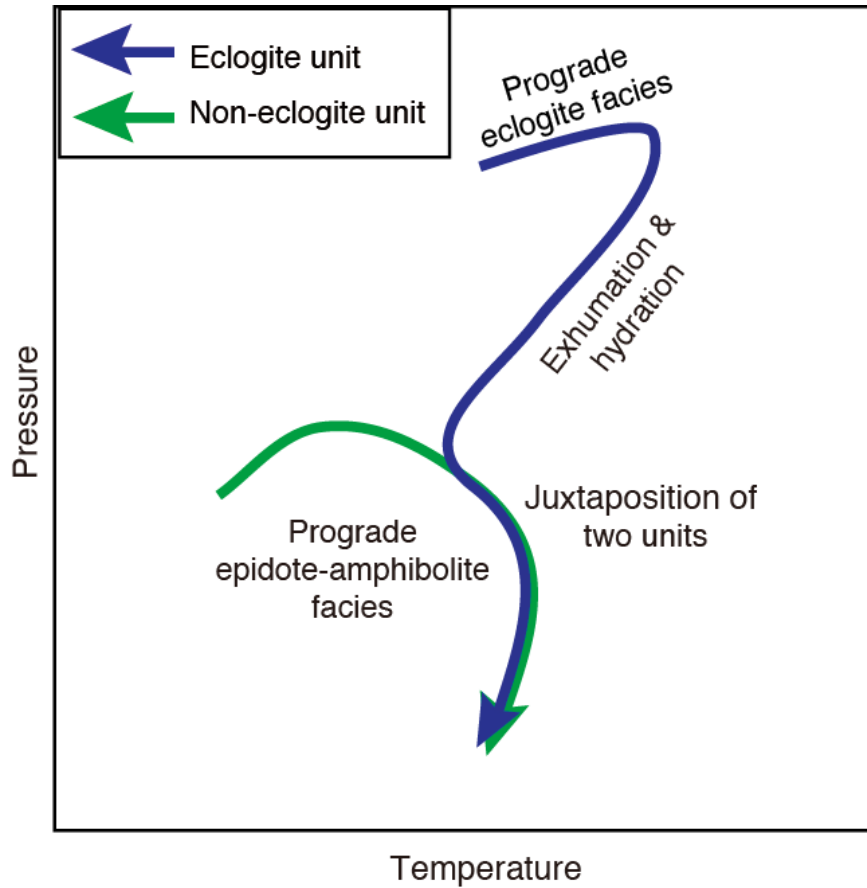 Eclogite unit
Non-eclogite unit
Prograde
eclogite facies
Exhumation &
hydration
Pressure
Juxtaposition of
two units
Prograde
epidote-amphibolite
facies
Temperature